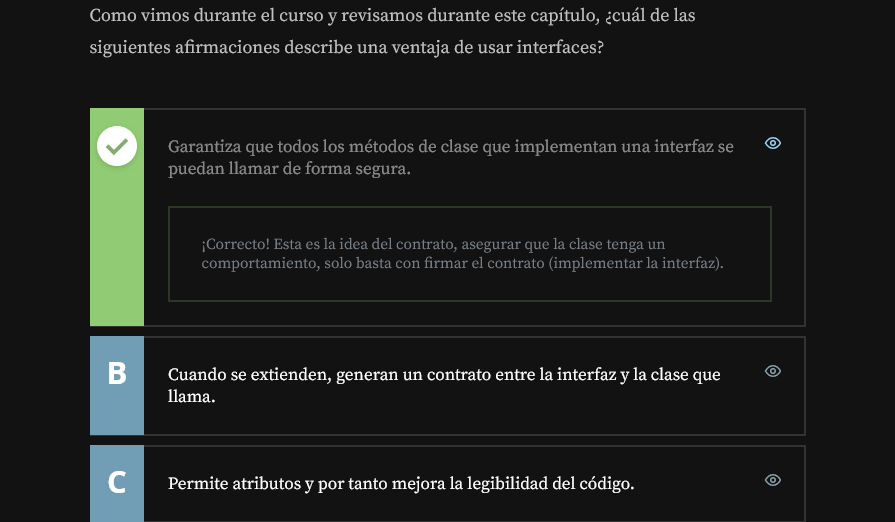 Como vimos durante el curso y revisamos durante este capítulo, ¿cuál de las
siguientes afirmaciones describe una ventaja de usar interfaces?
Garantiza que todos los métodos de clase que implementan una interfaz se
puedan llamar de forma segura.
¡Correcto! Esta es la idea del contrato, asegurar que la clase tenga un
comportamiento, solo basta con firmar el contrato (implementar la interfaz).
B
Cuando se extienden, generan un contrato entre la interfaz y la clase que
llama.
C
Permite atributos y por tanto mejora la legibilidad del código.